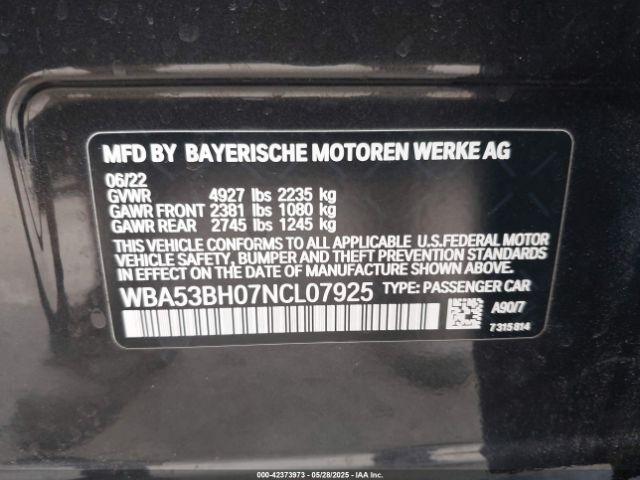 MFD BY BAYERISCHE MOTOREN WERKE AG
06/22
GVWR 4927 lbs 2235 kg
GAWR FRONT 2381 lbs 1080 kg
GAWR REAR 2745 lbs 1245 kg
THIS VEHICLE CONFORMS TO ALL APPLICABLE U.S.FEDERAL MOTOR
VEHICLE SAFETY, BUMPER AND THEFT PREVENTION STANDARDS
IN EFFECT ON THE DATE OF MANUFACTURE SHOWN ABOVE.
WBA53BH07NCL07925 TYPE: PASSENGER CAR
A90/7
7315814
000-42373973 - 05/28/2025 - IAA Inc.